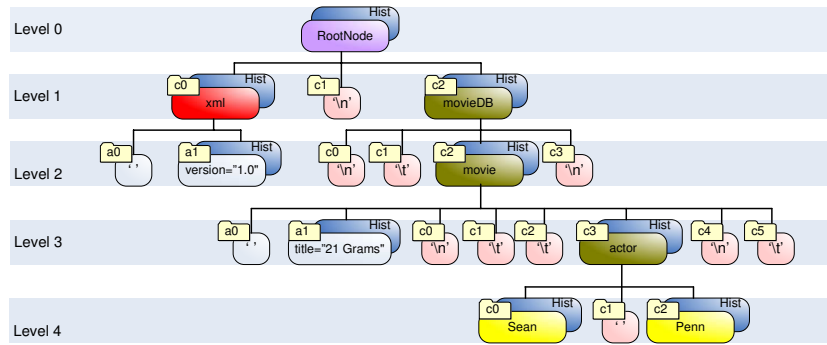 Hist
Level 0
RootNode
c0
Hist
c1
c2
Hist
Level 1
xml
'\n'
movieDB
a0
a1
Hist
c0
c1
c2
Hist
c3
Level 2
' '
version="1.0"
'\n'
'\t'
movie
'\n'
a0
a1
Hist
c0
c1
c2
c3
Hist
c4
c5
Level 3
' '
title="21 Grams"
'\n'
'\t'
'\t'
actor
'\n'
'\t'
c0
Hist
c1
c2
Hist
Level 4
Sean
' '
Penn